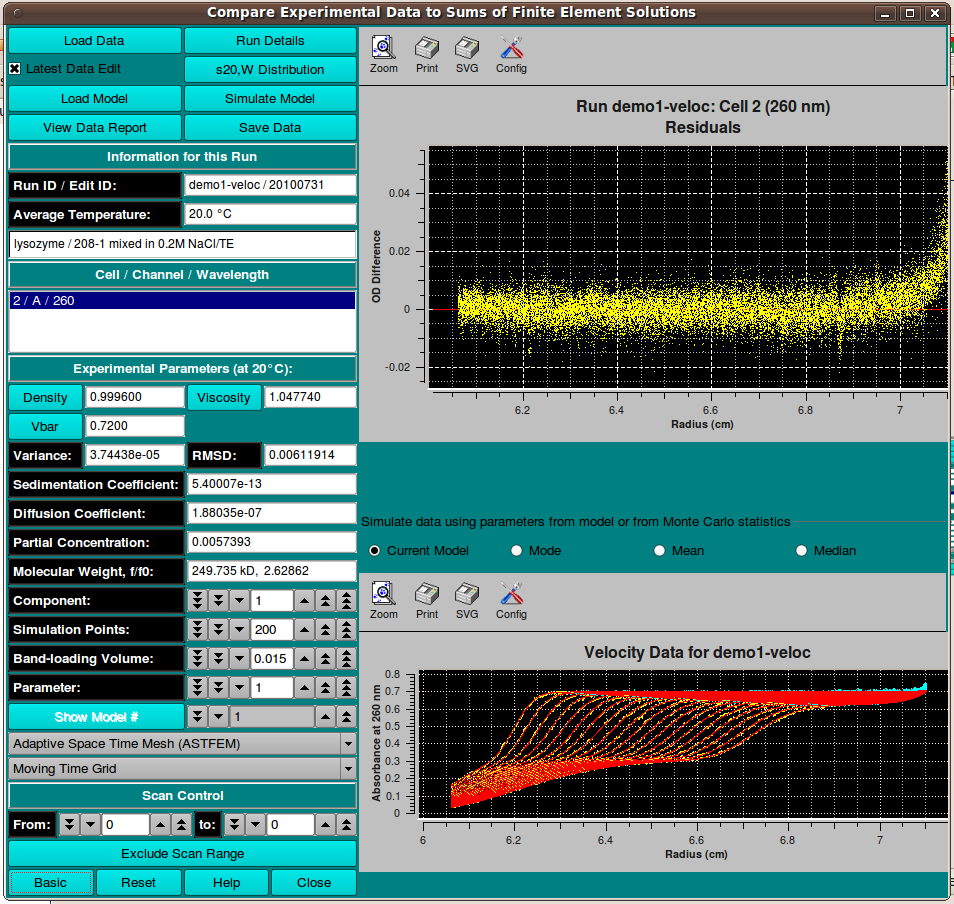 Compare Experimental Data to Sums of Finite Element Solutions
Load Data
Run Details
Latest Data Edit
s20,W Distribution
Load Model
Simulate Model
View Data Report
Save Data
Information for this Run
Run ID / Edit ID:
demo1-veloc / 20100731
Average Temperature:
20.0 °C
lysozyme / 208-1 mixed in 0.2M NaCl/TE
Cell / Channel / Wavelength
2 / A / 260
Experimental Parameters (at 20°C):
Density
0.999600
Viscosity
1.047740
Vbar
0.7200
Variance:
3.74438e-05
RMSD:
0.00611914
Sedimentation Coefficient:
5.40007e-13
Diffusion Coefficient:
1.88035e-07
Partial Concentration:
0.0057393
Molecular Weight, f/f0:
249.735 kD, 2.62862
Component:
1
Simulation Points:
200
Band-loading Volume:
0.015
Parameter:
1
Show Model #
1
Adaptive Space Time Mesh (ASTFEM)
Moving Time Grid
Scan Control
From:
0
to:
0
Exclude Scan Range
Basic
Reset
Help
Close
Zoom
Print
SVG
Config
Run demo1-veloc: Cell 2 (260 nm)
Residuals
OD Difference
0.04
0.02
0
-0.02
6.2
6.4
6.6
6.8
7
Radius (cm)
Simulate data using parameters from model or from Monte Carlo statistics
Current Model
Mode
Mean
Median
Zoom
Print
SVG
Config
Velocity Data for demo1-veloc
Absorbance at 260 nm
0.8
0.7
0.6
0.5
0.4
0.3
0.2
0.1
0
6
6.2
6.4
6.6
6.8
7
Radius (cm)